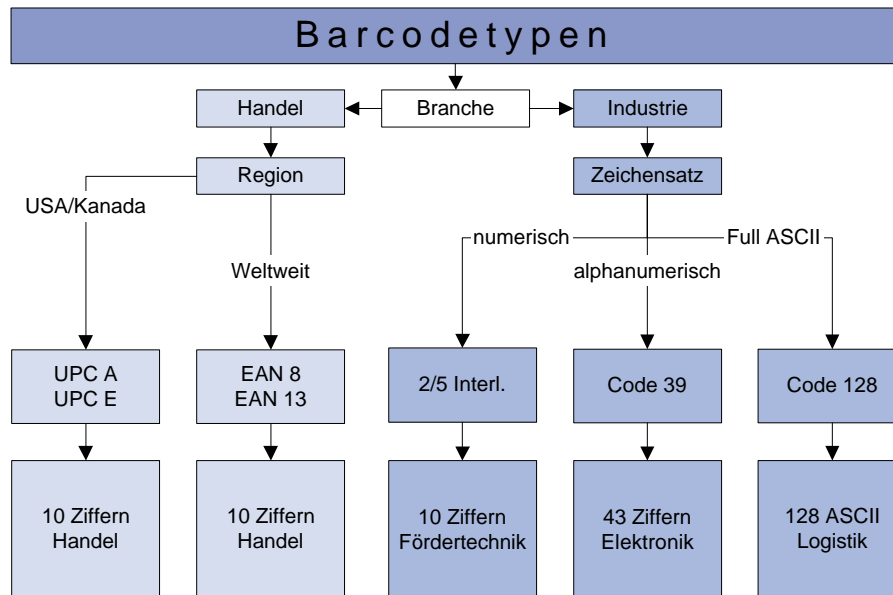 Barcodetypen
Handel
Branche
Industrie
Region
Zeichensatz
USA/Kanada
numerisch
Full ASCII
Weltweit
alphanumerisch
UPC A
UPC E
EAN 8
EAN 13
2/5 Interl.
Code 39
Code 128
10 Ziffern
Handel
10 Ziffern
Handel
10 Ziffern
Fördertechnik
43 Ziffern
Elektronik
128 ASCII
Logistik